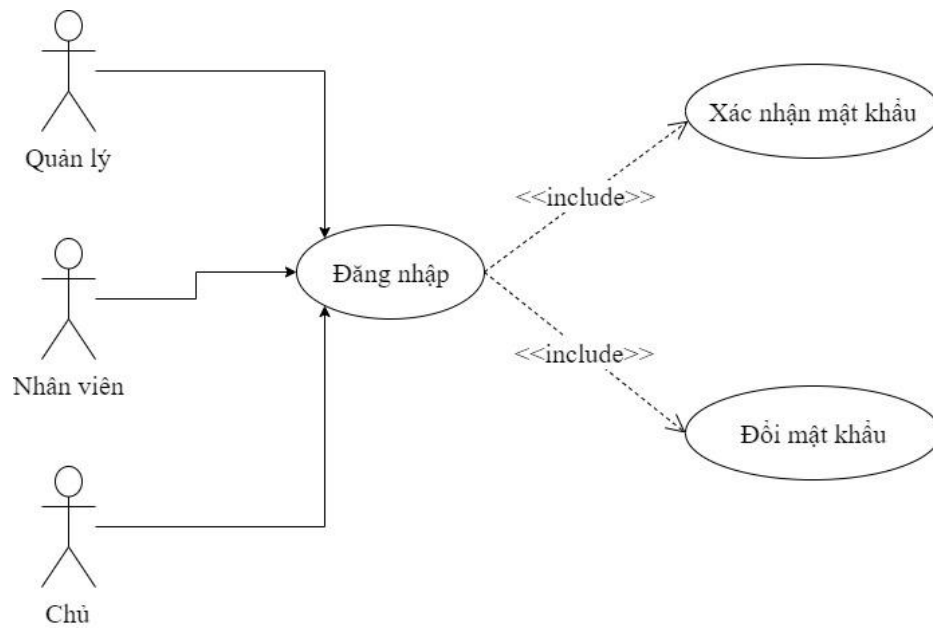 Quản lý
Xác nhận mật khẩu
<<include>>
Đăng nhập
<<include>>
Nhân viên
Đổi mật khẩu
Chủ